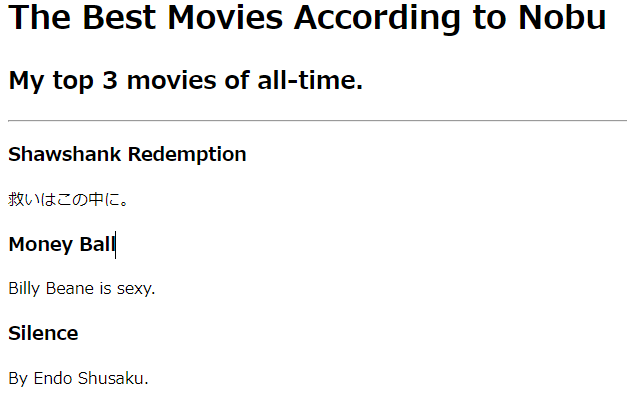 The Best Movies According to Nobu
My top 3 movies of all-time.
Shawshank Redemption
救いはこの中に。
Money Ball
Billy Beane is sexy.
Silence
By Endo Shusaku.